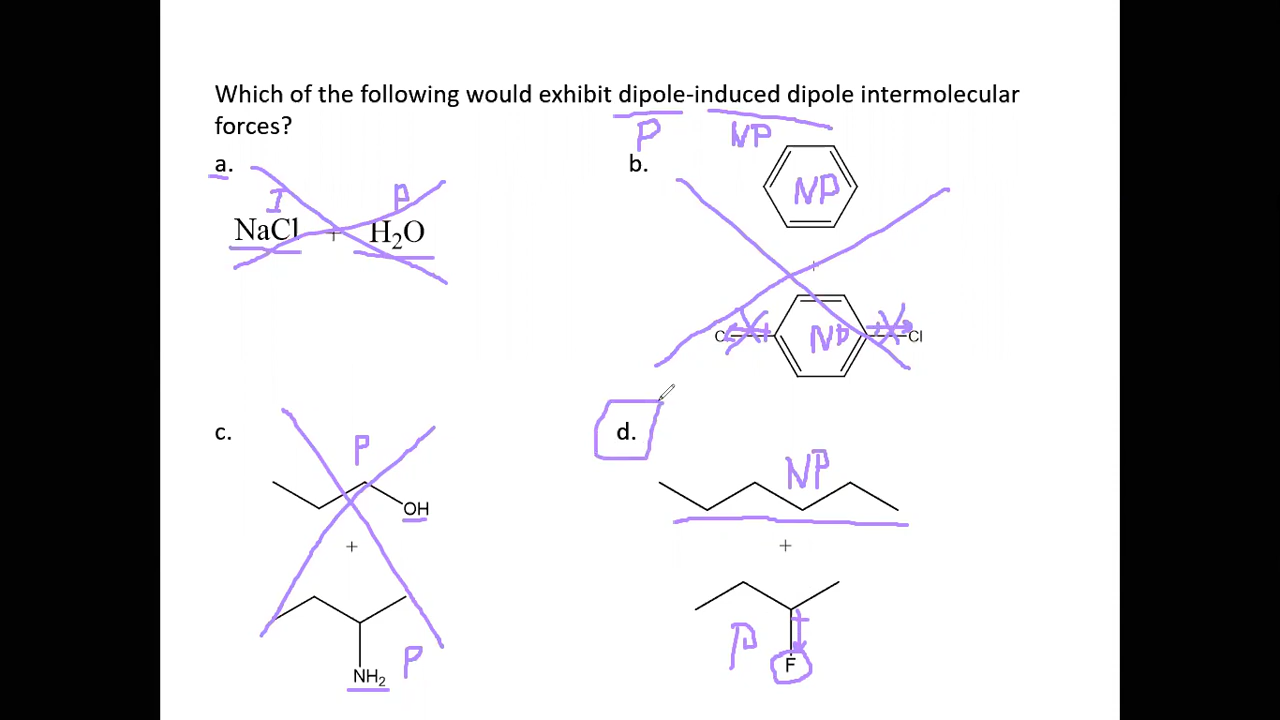 Which of the following would exhibit dipole-induced dipole intermolecular
forces?
P NP
a.
I P
NaCl + H₂O
b.
NP
+
NP
Cl
c.
P
OH
+
NH₂ P
d.
NP
+
P
F